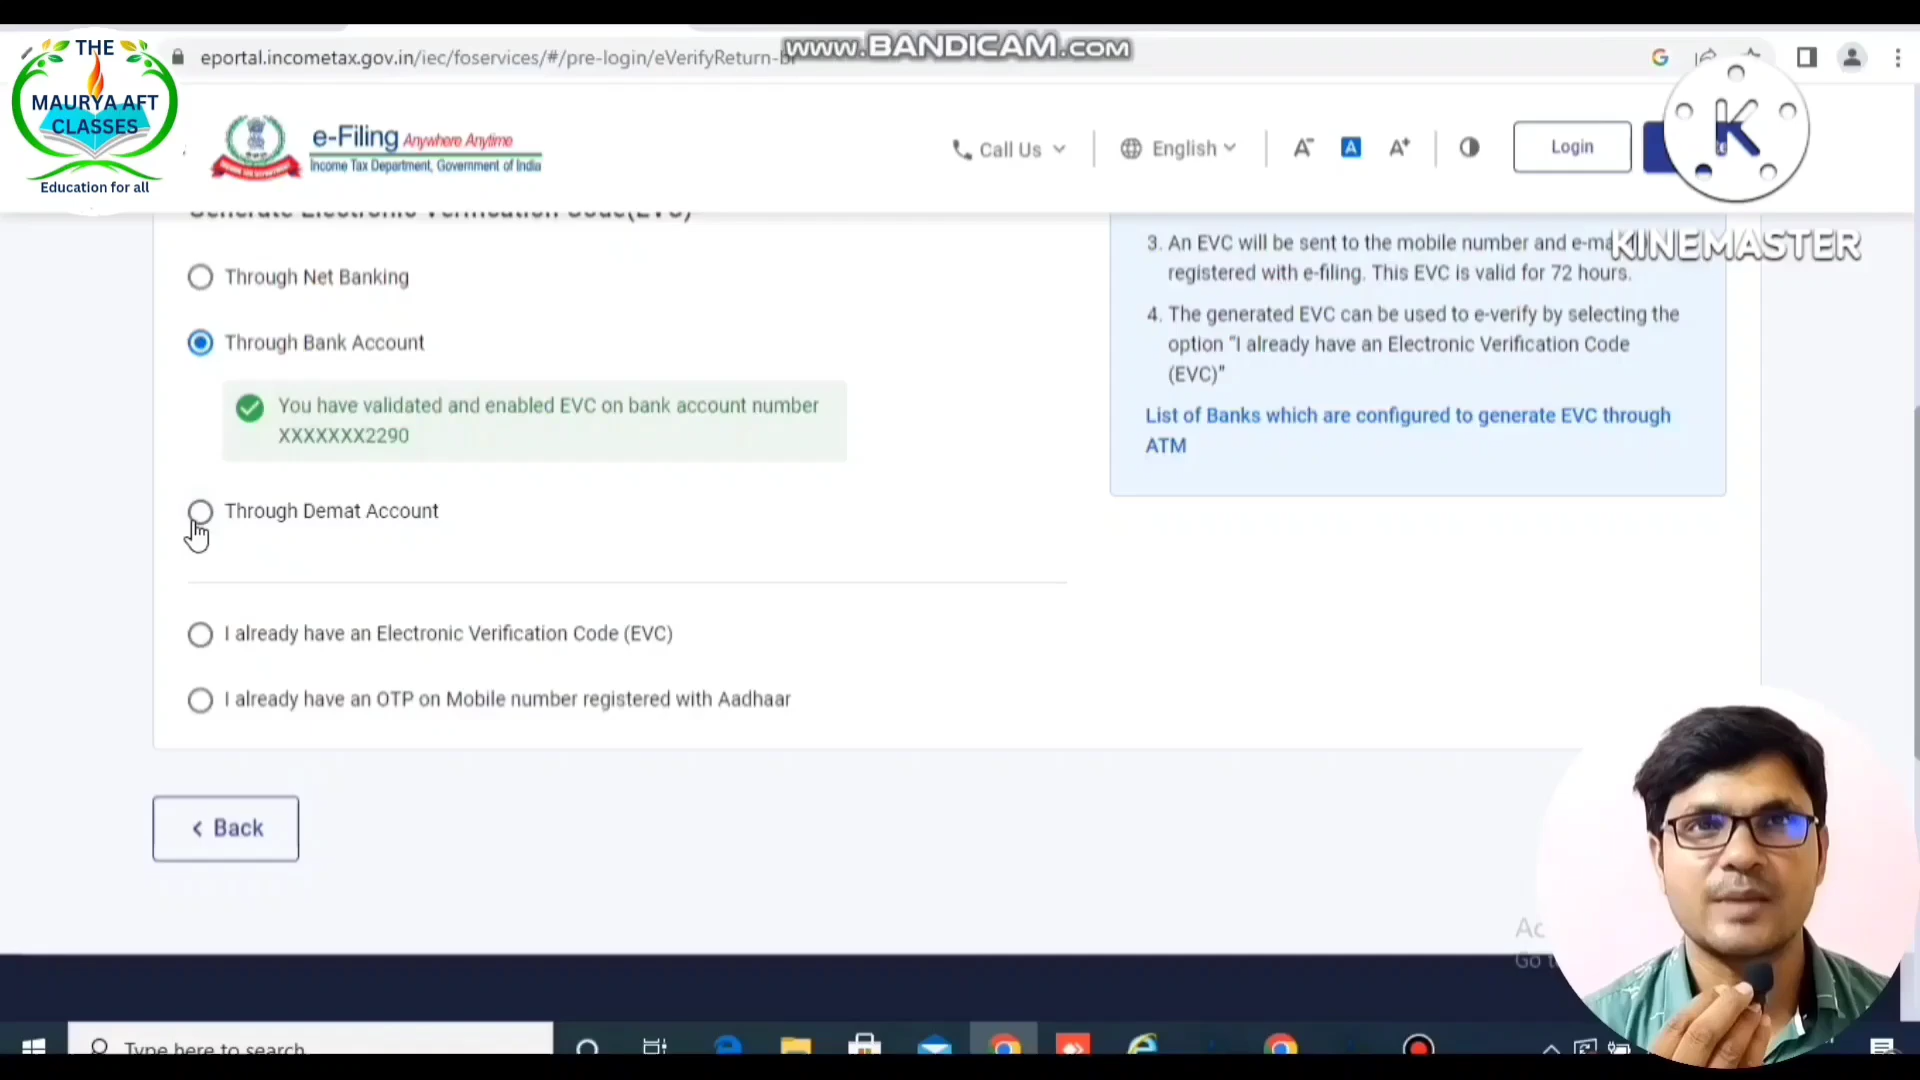 www.BANDICAM.com
eportal.incometax.gov.in/iec/foservices/#/pre-login/eVerifyReturn-
THE
MAURYA AFT
CLASSES
Education for all
e-Filing Anywhere Anytime
Income Tax Department, Government of India
Call Us
English
A-
A
A+
Login
K
KINEMASTER
Generate Electronic Verification Code(EVC)
Through Net Banking
Through Bank Account
You have validated and enabled EVC on bank account number
XXXXXXX2290
Through Demat Account
I already have an Electronic Verification Code (EVC)
I already have an OTP on Mobile number registered with Aadhaar
3. An EVC will be sent to the mobile number and
registered with e-filing. This EVC is valid for 72 hours.
4. The generated EVC can be used to e-verify by selecting the
option “I already have an Electronic Verification Code
(EVC)”
List of Banks which are configured to generate EVC through
ATM
< Back
Go
Type here to search